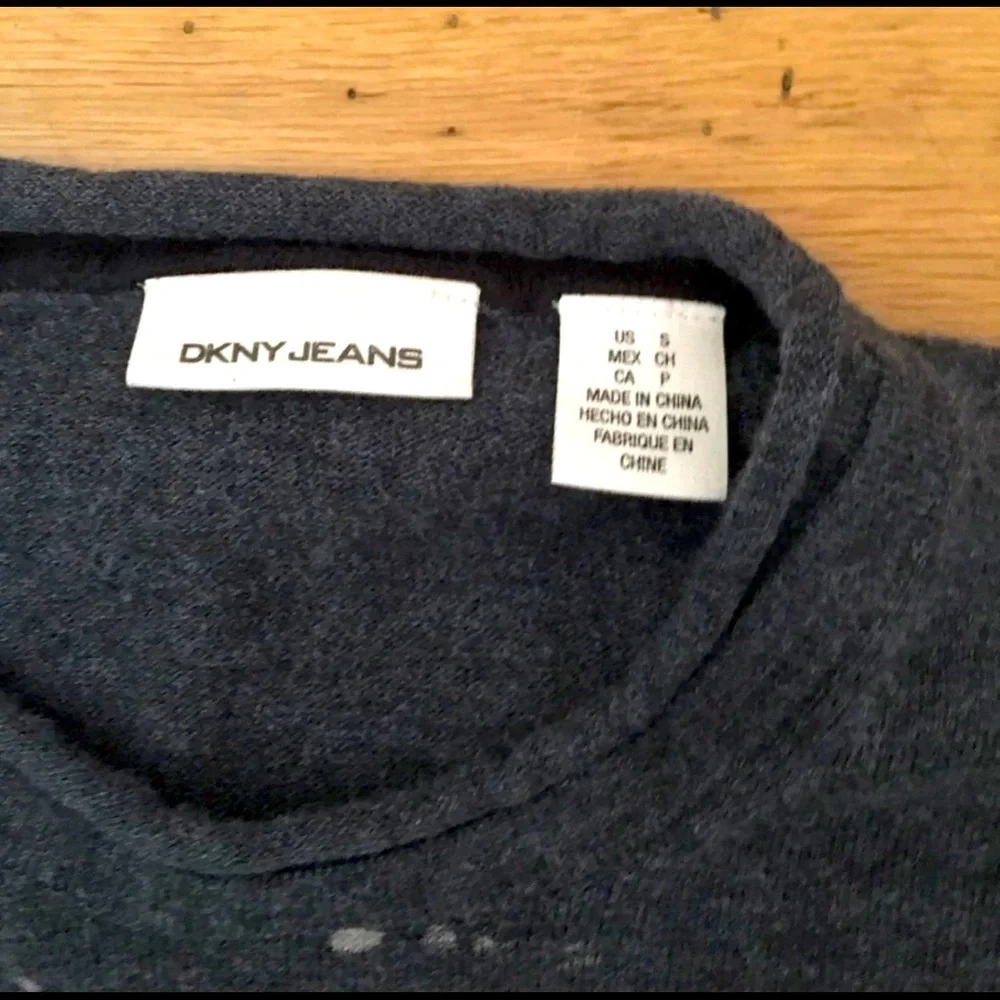 DKNY JEANS
US S
MEX CH
CA P
MADE IN CHINA
HECHO EN CHINA
FABRIQUE EN
CHINE